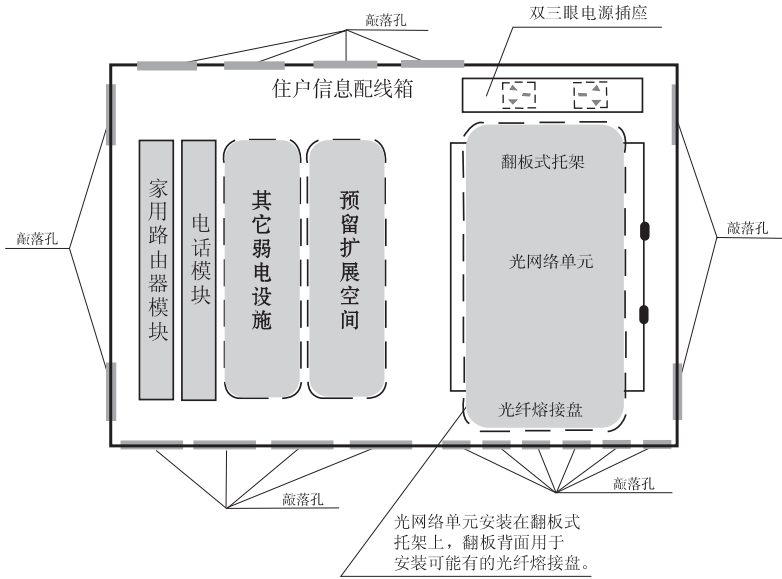 敲落孔
双三眼电源插座
住户信息配线箱
翻板式托架
家用路由器模块
电话模块
其它弱电设施
预留扩展空间
敲落孔
敲落孔
光网络单元
光纤熔接盘
敲落孔
敲落孔
光网络单元安装在翻板式
托架上，翻板背面用于
安装可能有的光纤熔接盘。